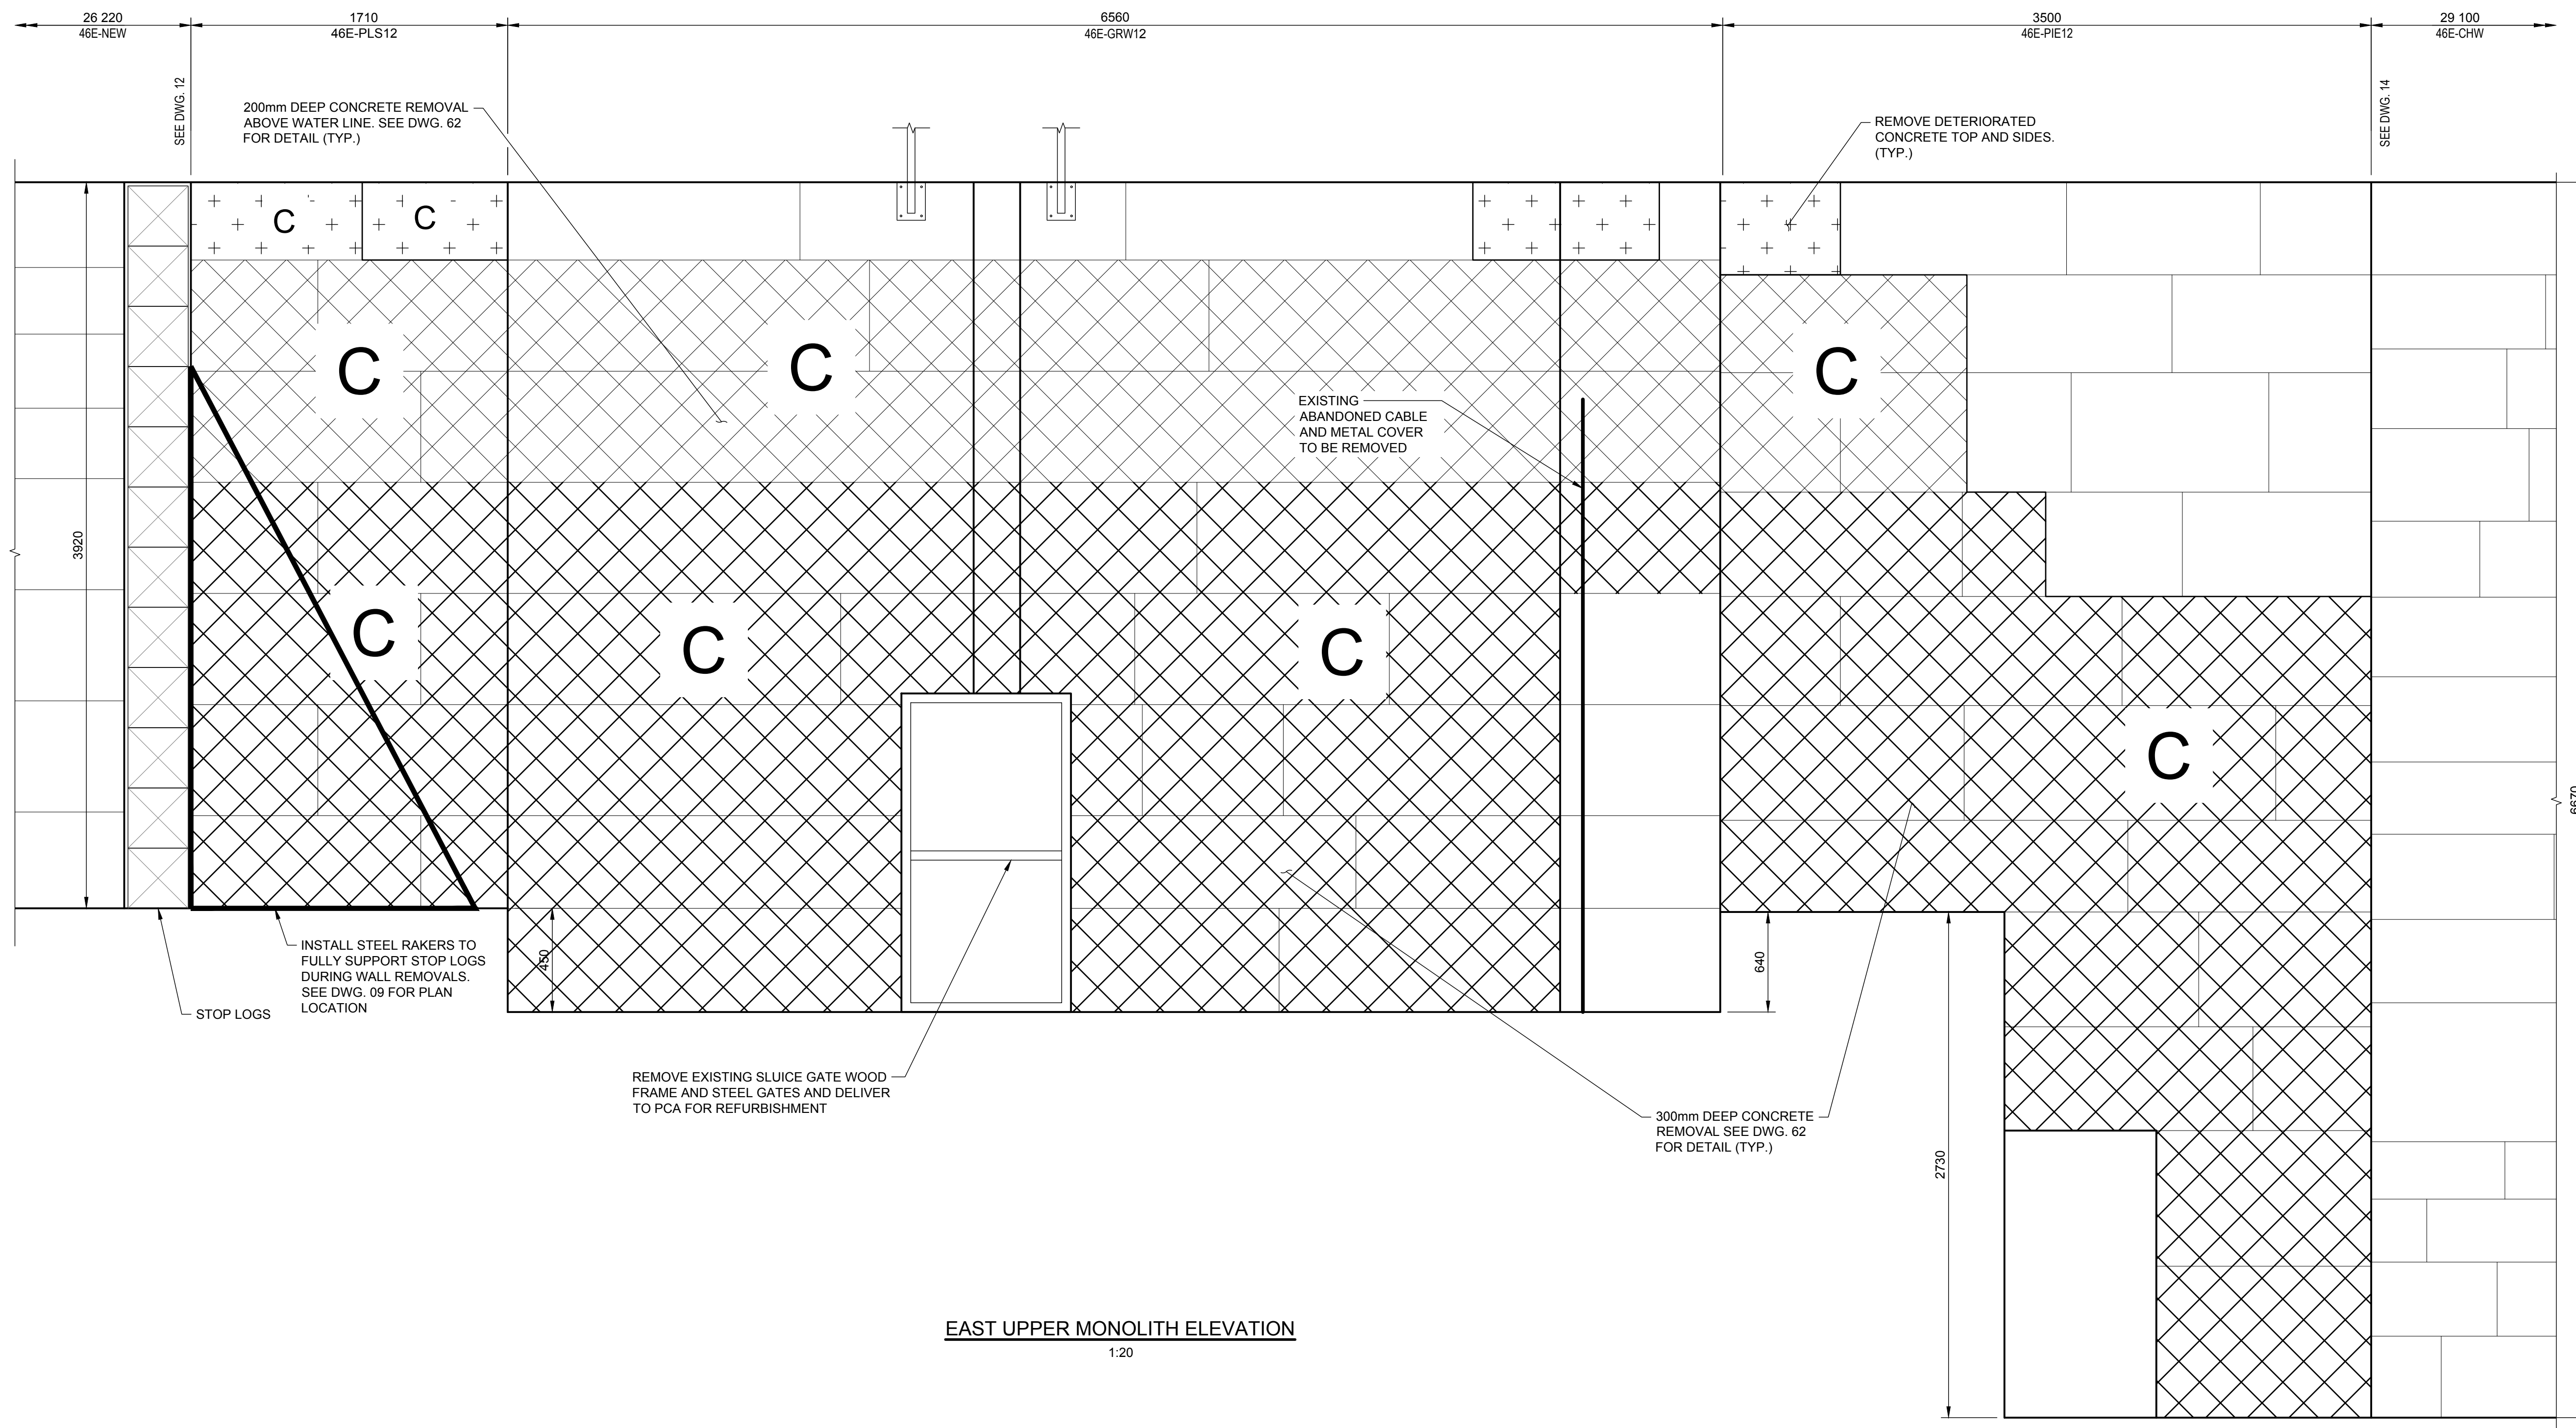 26 220
46E-NEW
1710
46E-PLS12
6560
46E-GRW12
3500
46E-PIE12
29 100
46E-CHW
SEE DWG. 12
SEE DWG. 14
200mm DEEP CONCRETE REMOVAL
ABOVE WATER LINE. SEE DWG. 62
FOR DETAIL (TYP.)
REMOVE DETERIORATED
CONCRETE TOP AND SIDES.
(TYP.)
C
C
C
C
C
EXISTING
ABANDONED CABLE
AND METAL COVER
TO BE REMOVED
3920
C
C
C
C
6670
450
640
INSTALL STEEL RAKERS TO
FULLY SUPPORT STOP LOGS
DURING WALL REMOVALS.
SEE DWG. 09 FOR PLAN
LOCATION
STOP LOGS
REMOVE EXISTING SLUICE GATE WOOD
FRAME AND STEEL GATES AND DELIVER
TO PCA FOR REFURBISHMENT
300mm DEEP CONCRETE
REMOVAL SEE DWG. 62
FOR DETAIL (TYP.)
2730
EAST UPPER MONOLITH ELEVATION
1:20